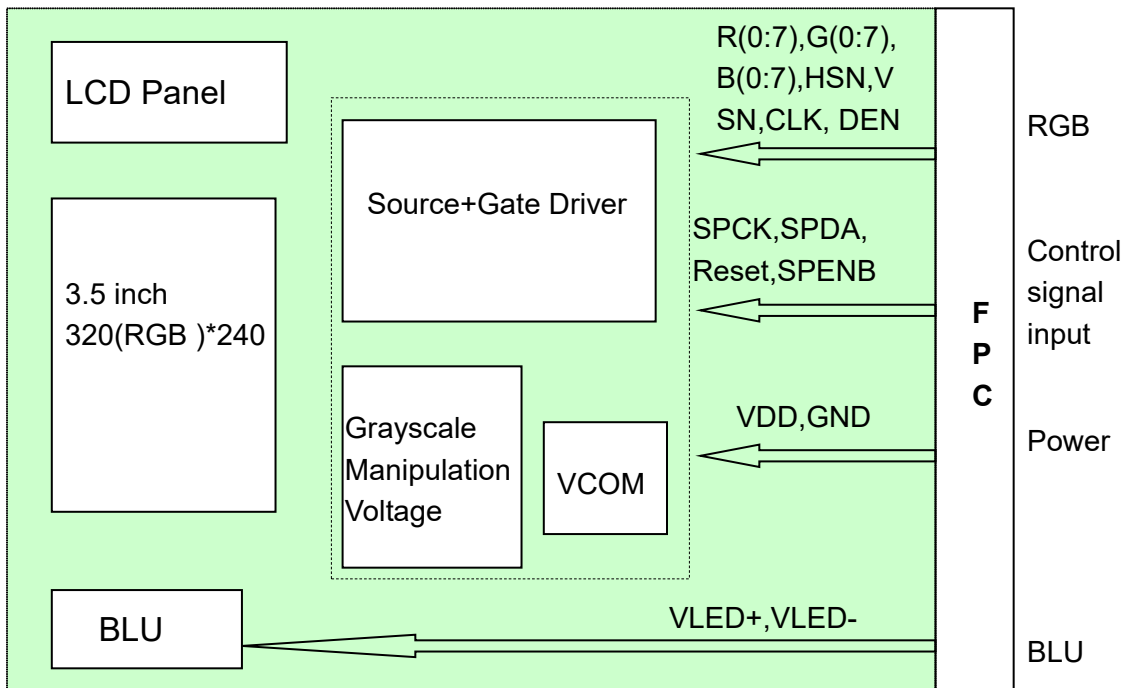 LCD Panel
3.5 inch
320(RGB )*240
Source+Gate Driver
Grayscale
Manipulation
Voltage
VCOM
BLU
R(0:7),G(0:7),
B(0:7),HSN,V
SN,CLK, DEN
SPCK,SPDA,
Reset,SPENB
VDD,GND
VLED+,VLED-
F
P
C
RGB
Control
signal
input
Power
BLU